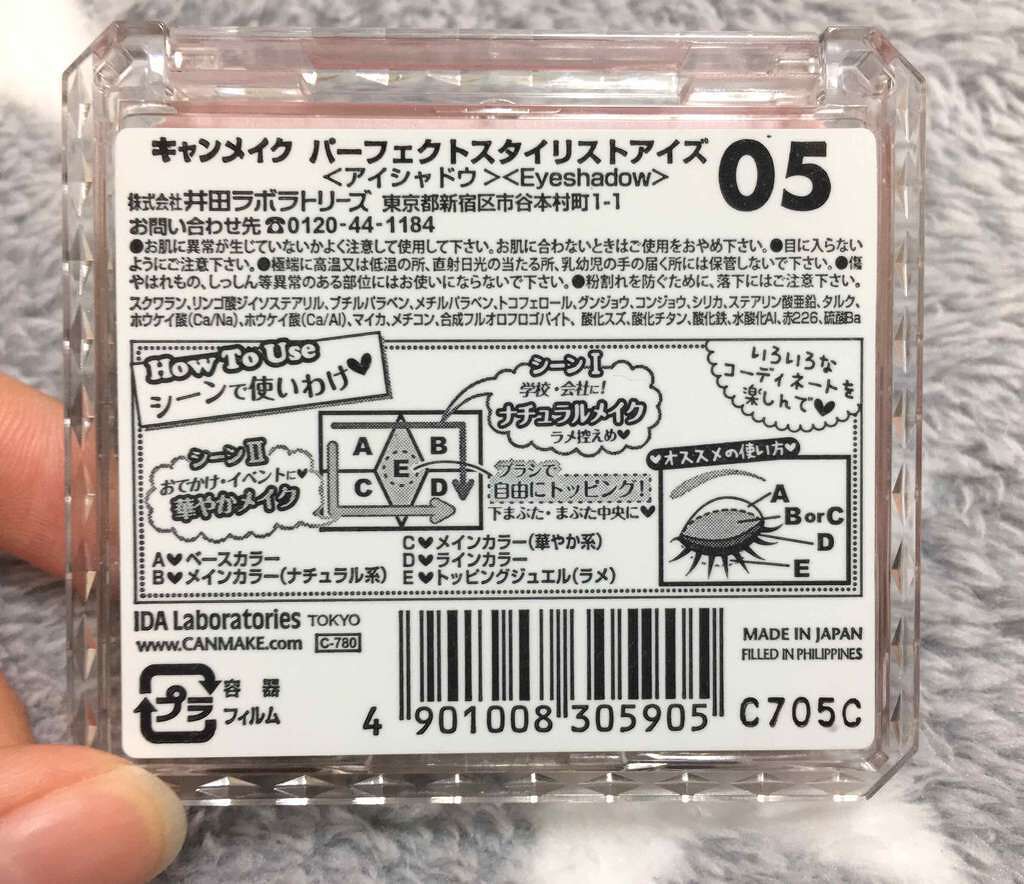 キャンメイク パーフェクトスタイリストアイズ 05
<アイシャドウ><Eyeshadow>
株式会社 井田ラボラトリーズ 東京都新宿区市谷本村町1-1
お問い合わせ先☎0120-44-1184
●お肌に異常が生じていないかよく注意して使用して下さい。お肌に合わないときはご使用をおやめ下さい。●目に入らない
ようにご注意下さい。●極端に高温又は低温の所、直射日光の当たる所、乳幼児の手の届く所には保管しないで下さい。●傷
やはれもの、しっしん等異常のある部位にはお使いにならないで下さい。●粉割れを防ぐために、落下にはご注意下さい。
スクワラン、リンゴ酸ジイソステアリル、ブチルパラベン、メチルパラベン、トコフェロール、グンジョウ、コンジョウ、シリカ、ステアリン酸亜鉛、タルク、
ホウケイ酸(Ca/Na)、ホウケイ酸(Ca/Al)、マイカ、メチコン、合成フルオロフロゴパイト、酸化スズ、酸化チタン、酸化鉄、水酸化Al、赤226、硫酸Ba
How To Use
シーンで使いわけ♥
シーンI
学校・会社に!
ナチュラルメイク
ラメ控えめ♥
いろいろな
コーディネートを
楽しんで♥
シーンII
おでかけ・イベントに♥
華やかメイク
A
B
C
D
E
ブラシで
自由にトッピング!
下まぶた・まぶた中央に♥
♥オススメの使い方♥
A
B or C
D
E
A♥ベースカラー
B♥メインカラー(ナチュラル系)
C♥メインカラー(華やか系)
D♥ラインカラー
E♥トッピングジュエル(ラメ)
IDA Laboratories TOKYO
www.CANMAKE.com C-780
MADE IN JAPAN
FILLED IN PHILIPPINES
プラ
容器
フィルム
4 901008 305905
C705C